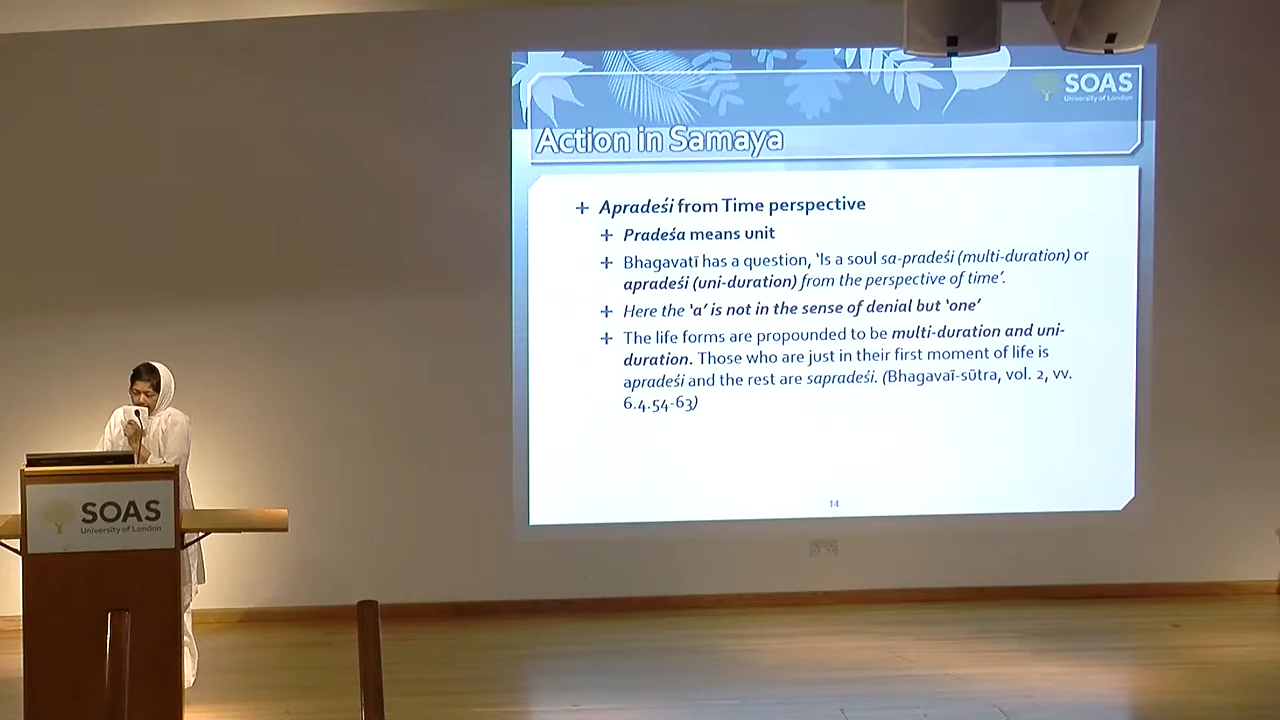 SOAS
University of London
Action in Samaya
Apradeśi from Time perspective
Pradeśa means unit
Bhagavatī has a question, ‘Is a soul sa-pradeśi (multi-duration) or
apradeśi (uni-duration) from the perspective of time’.
Here the ‘a’ is not in the sense of denial but ‘one’
The life forms are propounded to be multi-duration and uni-
duration. Those who are just in their first moment of life is
apradeśi and the rest are sapradeśi. (Bhagavaī-sūtra, vol. 2, vv.
6.4.54-63)
14
SOAS
University of London